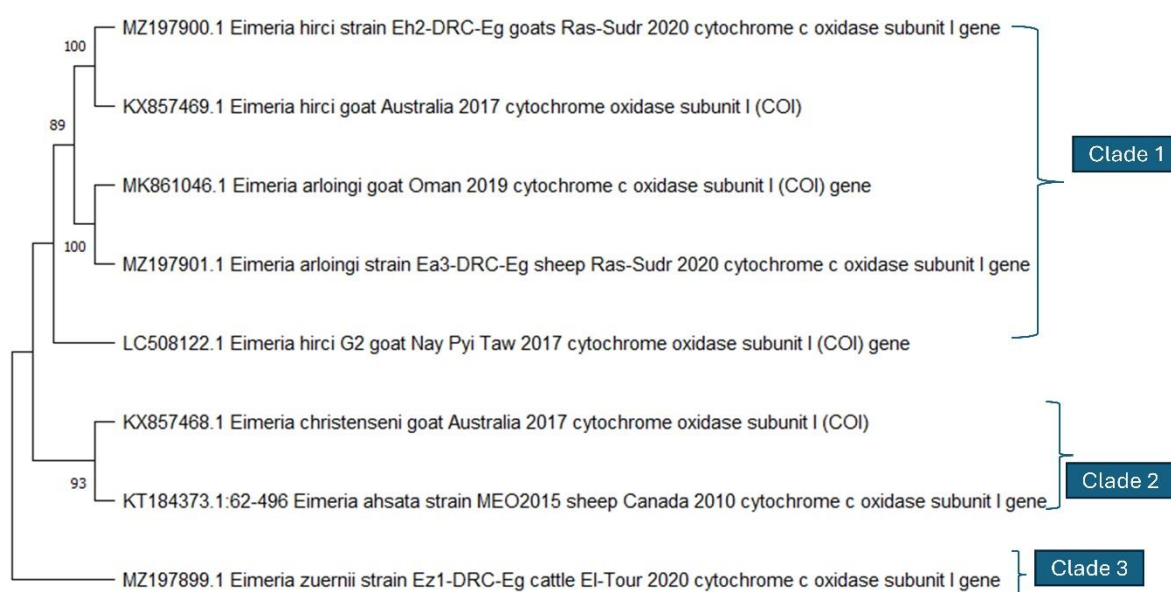 100
MZ197900.1 Eimeria hirci strain Eh2-DRC-Eg goats Ras-Sudr 2020 cytochrome c oxidase subunit I gene
KX857469.1 Eimeria hirci goat Australia 2017 cytochrome oxidase subunit I (COI)
89
Clade 1
MK861046.1 Eimeria arloingi goat Oman 2019 cytochrome c oxidase subunit I (COI) gene
100
MZ197901.1 Eimeria arloingi strain Ea3-DRC-Eg sheep Ras-Sudr 2020 cytochrome c oxidase subunit I gene
LC508122.1 Eimeria hirci G2 goat Nay Pyi Taw 2017 cytochrome oxidase subunit I (COI) gene
KX857468.1 Eimeria christenseni goat Australia 2017 cytochrome oxidase subunit I (COI)
93
Clade 2
KT184373.1:62-496 Eimeria ahsata strain MEO2015 sheep Canada 2010 cytochrome c oxidase subunit I gene
Clade 3
MZ197899.1 Eimeria zuernii strain Ez1-DRC-Eg cattle El-Tour 2020 cytochrome c oxidase subunit I gene